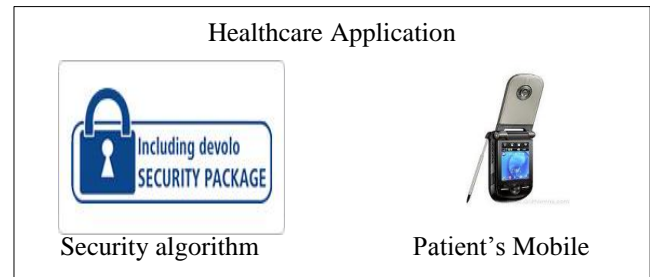 Healthcare Application
Including devolo
SECURITY PACKAGE
Security algorithm
Patient's Mobile